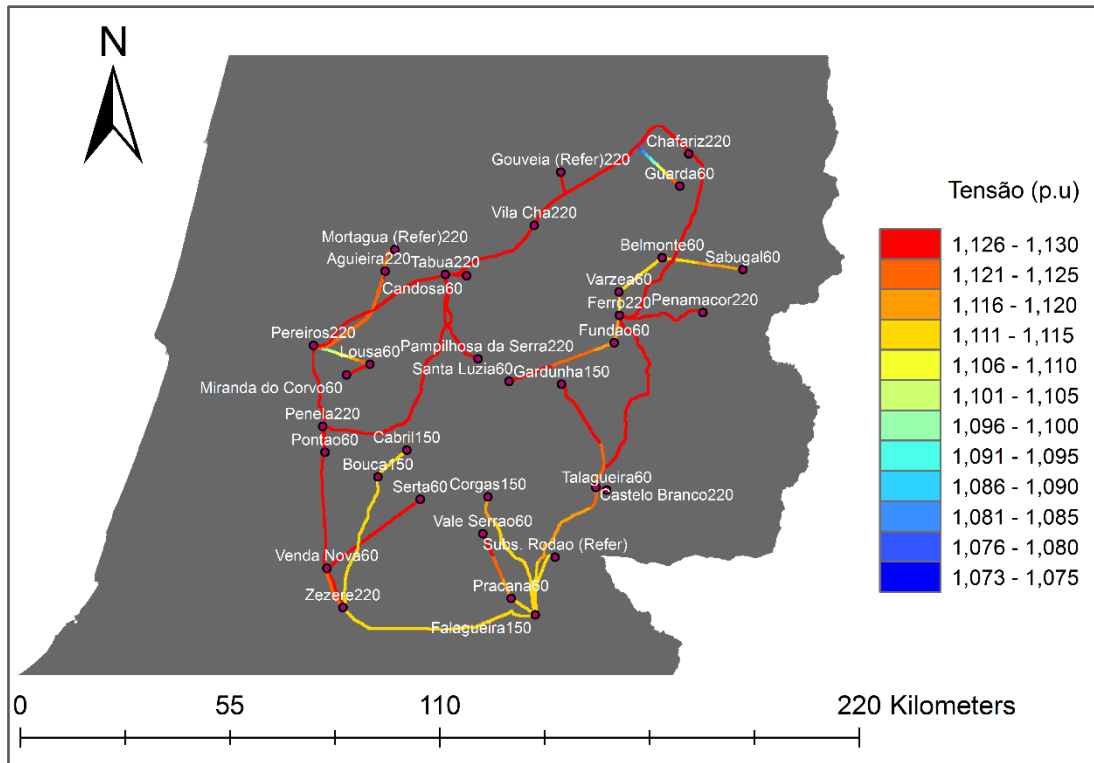 N
Chafariz220
Gouveia (Refer)220
Guarda60
Vila Cha220
Mortagua (Refer)220
Aguieira220
Tabua220
Candosa60
Belmonte60
Sabugal60
Varzea60
Ferro220
Penamacor220
Fundao60
Pereiros220
Lousa60
Pampilhosa da Serra220
Santa Luzia60
Gardunha150
Miranda do Corvo60
Penela220
Pontao60
Cabril150
Bouca150
Serta60
Corgas150
Talagueira60
Castelo Branco220
Vale Serrao60
Subs. Rodao (Refer)
Venda Nova60
Pracana60
Zezere220
Falagueira150
Tensão (p.u)
1,126 - 1,130
1,121 - 1,125
1,116 - 1,120
1,111 - 1,115
1,106 - 1,110
1,101 - 1,105
1,096 - 1,100
1,091 - 1,095
1,086 - 1,090
1,081 - 1,085
1,076 - 1,080
1,073 - 1,075
0 55 110 220 Kilometers